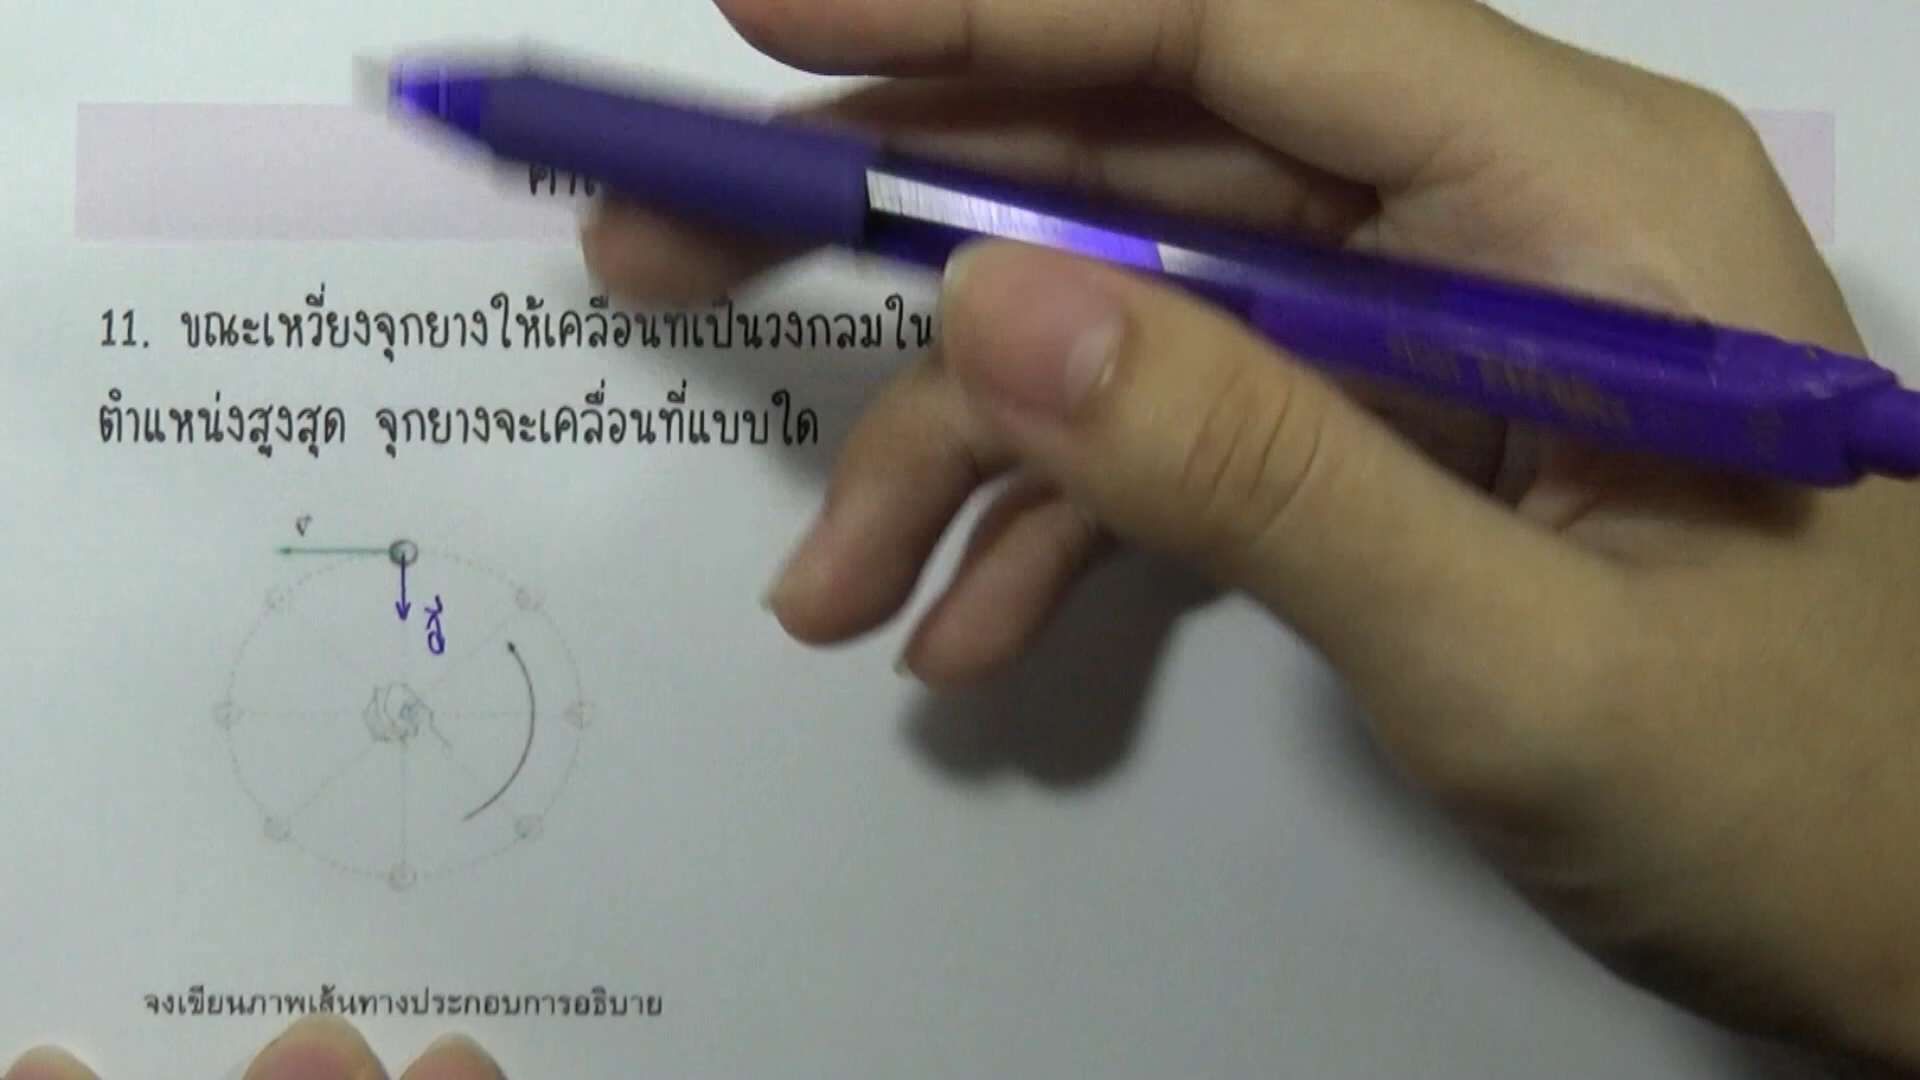 11. ขณะเหวี่ยงจุกยางให้เคลื่อนที่เป็นวงกลมใน
ตำแหน่งสูงสุด จุกยางจะเคลื่อนที่แบบใด
v
จงเขียนภาพเส้นทางประกอบการอธิบาย